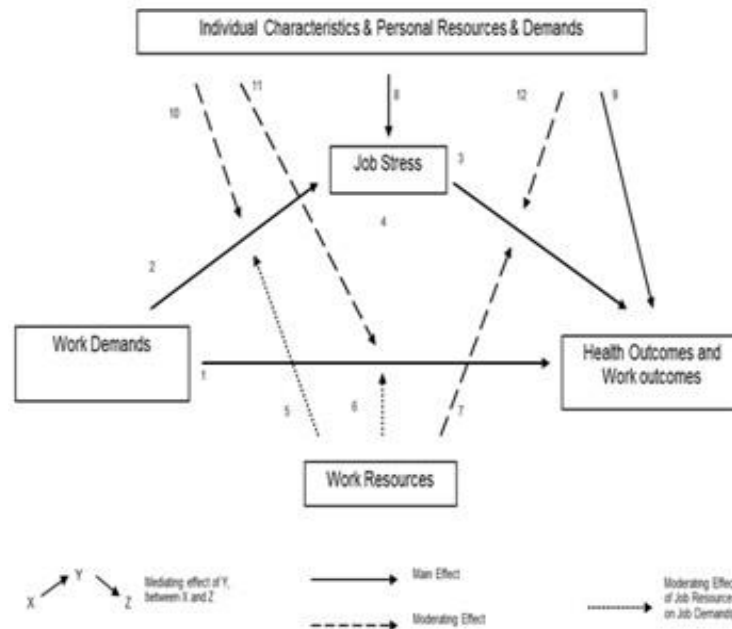 Individual Characteristics & Personal Resources & Demands
11
8
12
9
10
Job Stress
3
4
2
Work Demands
Health Outcomes and
Work outcomes
1
5
6
7
Work Resources
Y
X
Z
Mediating effect of Y,
between X and Z
Main Effect
Moderating Effect
Moderating Effec
of Job Resource
on Job Demands